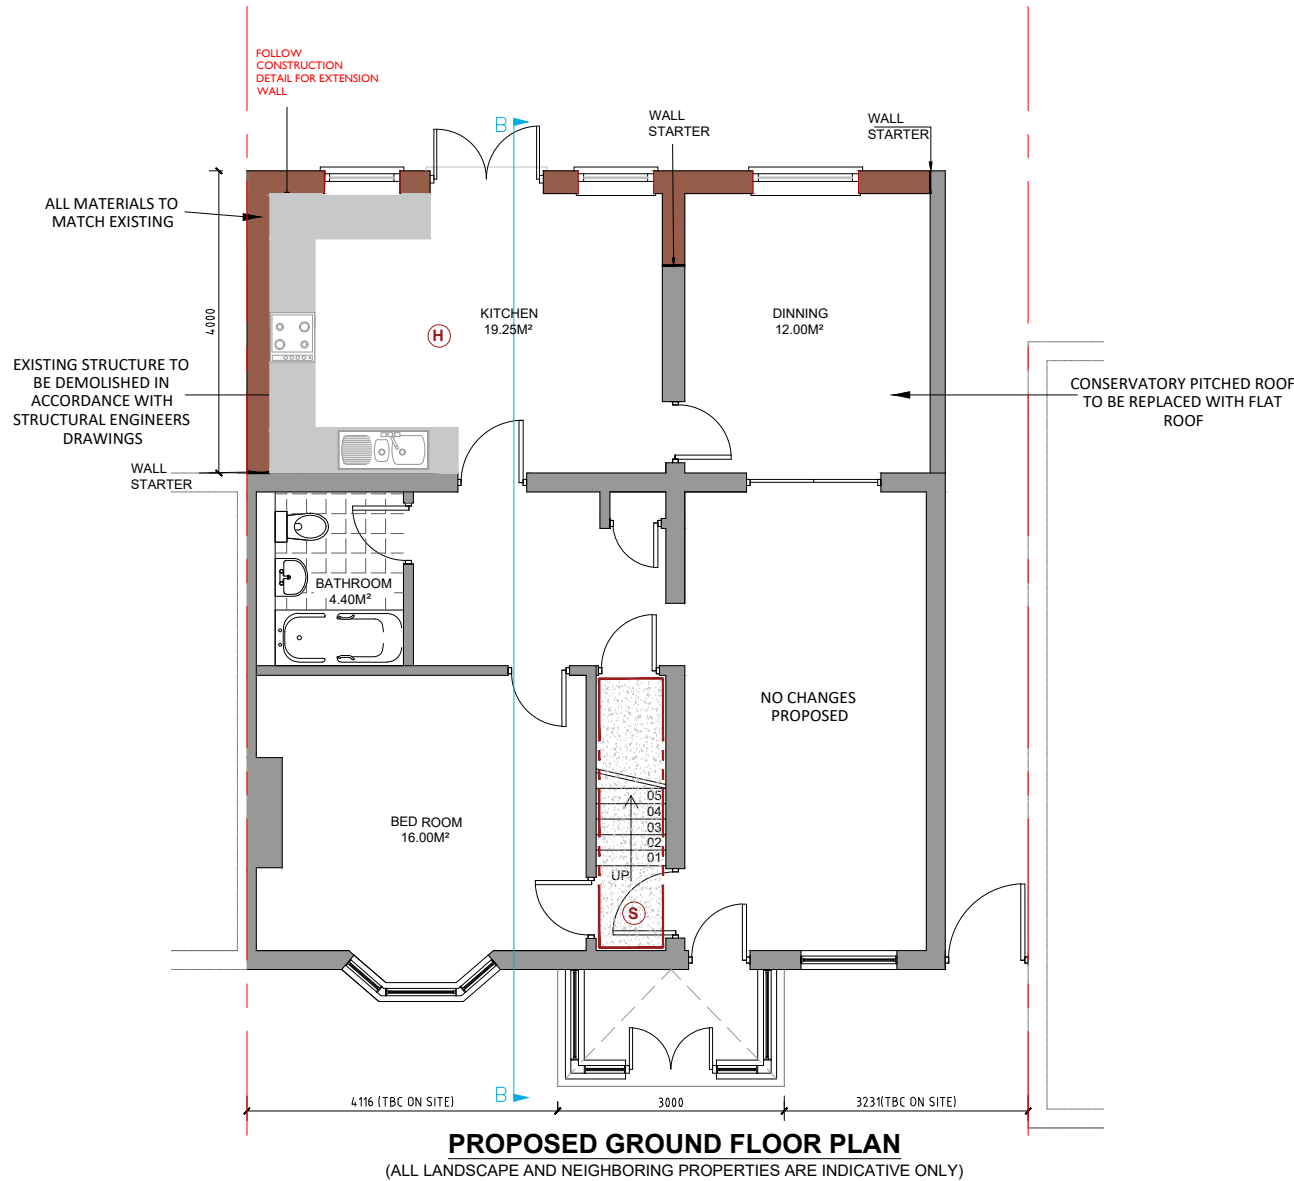 FOLLOW
CONSTRUCTION
DETAIL FOR EXTENSION
WALL
B
WALL
STARTER
WALL
STARTER
ALL MATERIALS TO
MATCH EXISTING
4000
KITCHEN
19.25M²
H
DINNING
12.00M²
EXISTING STRUCTURE TO
BE DEMOLISHED IN
ACCORDANCE WITH
STRUCTURAL ENGINEERS
DRAWINGS
CONSERVATORY PITCHED ROOF
TO BE REPLACED WITH FLAT
ROOF
WALL
STARTER
BATHROOM
4.40M²
NO CHANGES
PROPOSED
BED ROOM
16.00M²
05
04
03
02
01
UP
S
B
4116 (TBC ON SITE)
3000
3231(TBC ON SITE)
PROPOSED GROUND FLOOR PLAN
(ALL LANDSCAPE AND NEIGHBORING PROPERTIES ARE INDICATIVE ONLY)